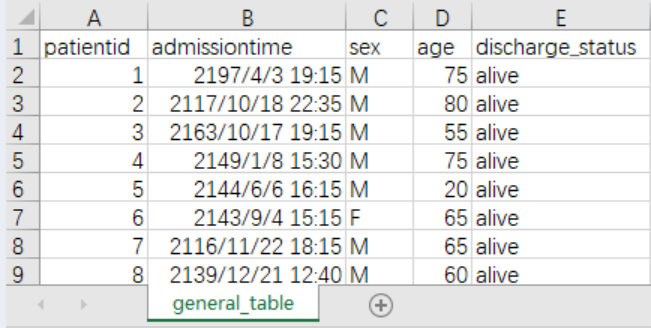 A B C D E
1 patientid admissiontime sex age discharge_status
2 1 2197/4/3 19:15 M 75 alive
3 2 2117/10/18 22:35 M 80 alive
4 3 2163/10/17 19:15 M 55 alive
5 4 2149/1/8 15:30 M 75 alive
6 5 2144/6/6 16:15 M 20 alive
7 6 2143/9/4 15:15 F 65 alive
8 7 2116/11/22 18:15 M 65 alive
9 8 2139/12/21 12:40 M 60 alive
general_table